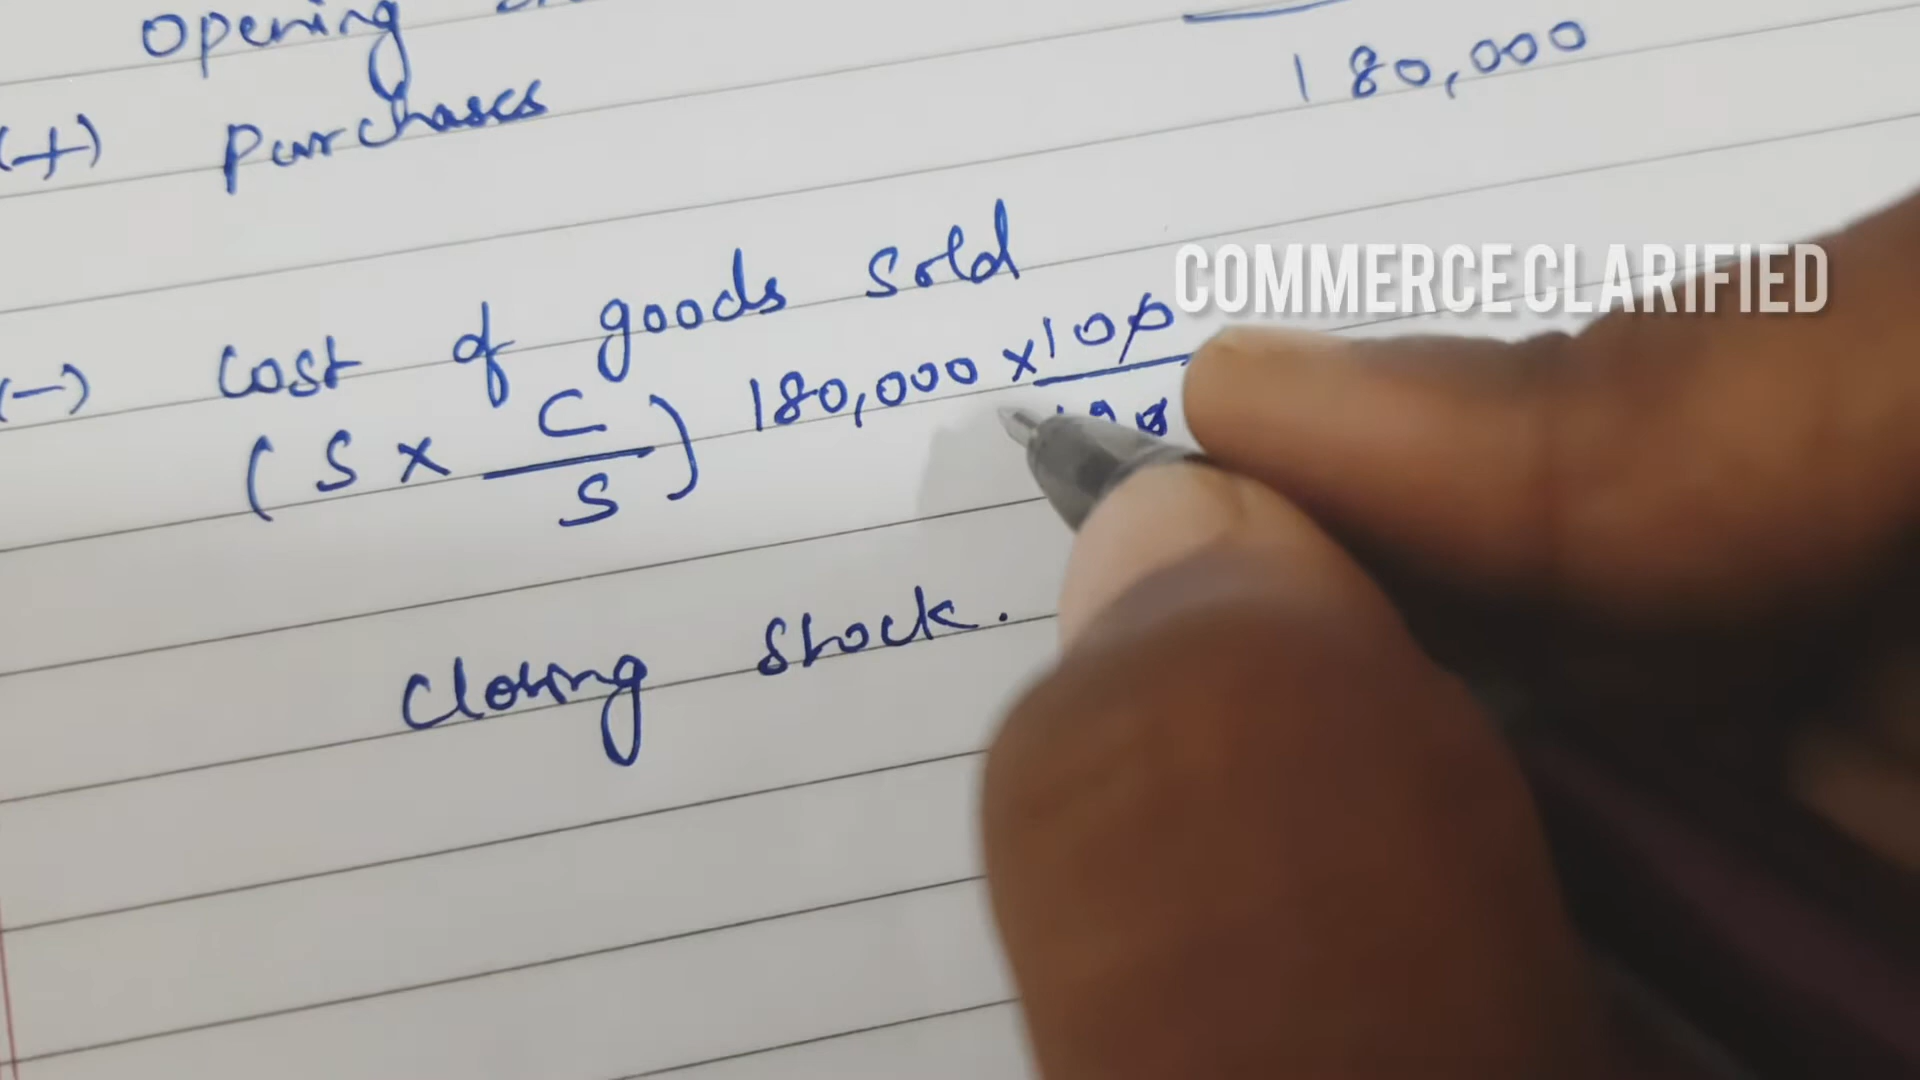 Opening
180,000
(+) Purchases
(-) Cost of goods sold
COMMERCE CLARIFIED
(S × C/S) 180,000 × 100
Closing Stock.